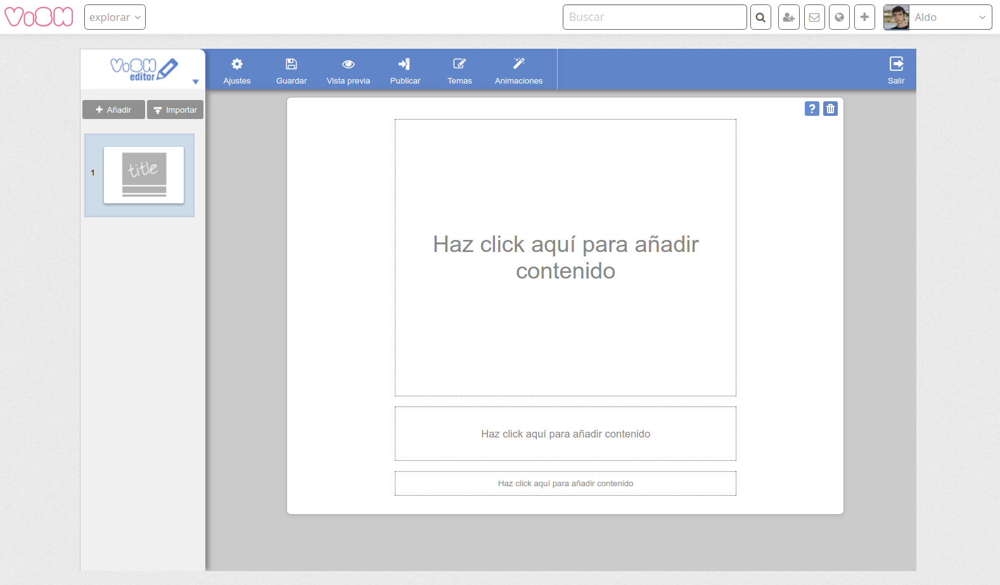 ViSH
explorar
Buscar
Aldo
ViSH
editor
Ajustes
Guardar
Vista previa
Publicar
Temas
Animaciones
Salir
Añadir
Importar
1
title
?
Haz click aquí para añadir
contenido
Haz click aquí para añadir contenido
Haz click aquí para añadir contenido